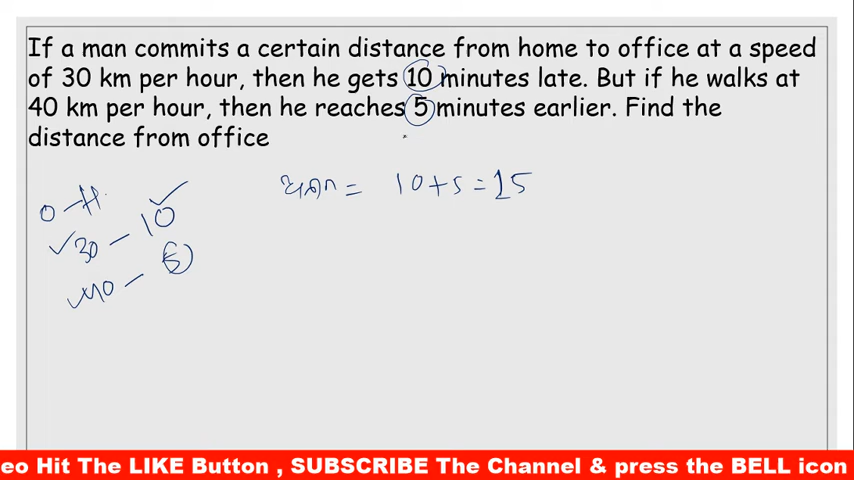 If a man commits a certain distance from home to office at a speed
of 30 km per hour, then he gets 10 minutes late. But if he walks at
40 km per hour, then he reaches 5 minutes earlier. Find the
distance from office
0 - H
= 10+5=15
30 - 10
40 - 5
eo Hit The LIKE Button , SUBSCRIBE The Channel & press the BELL icon